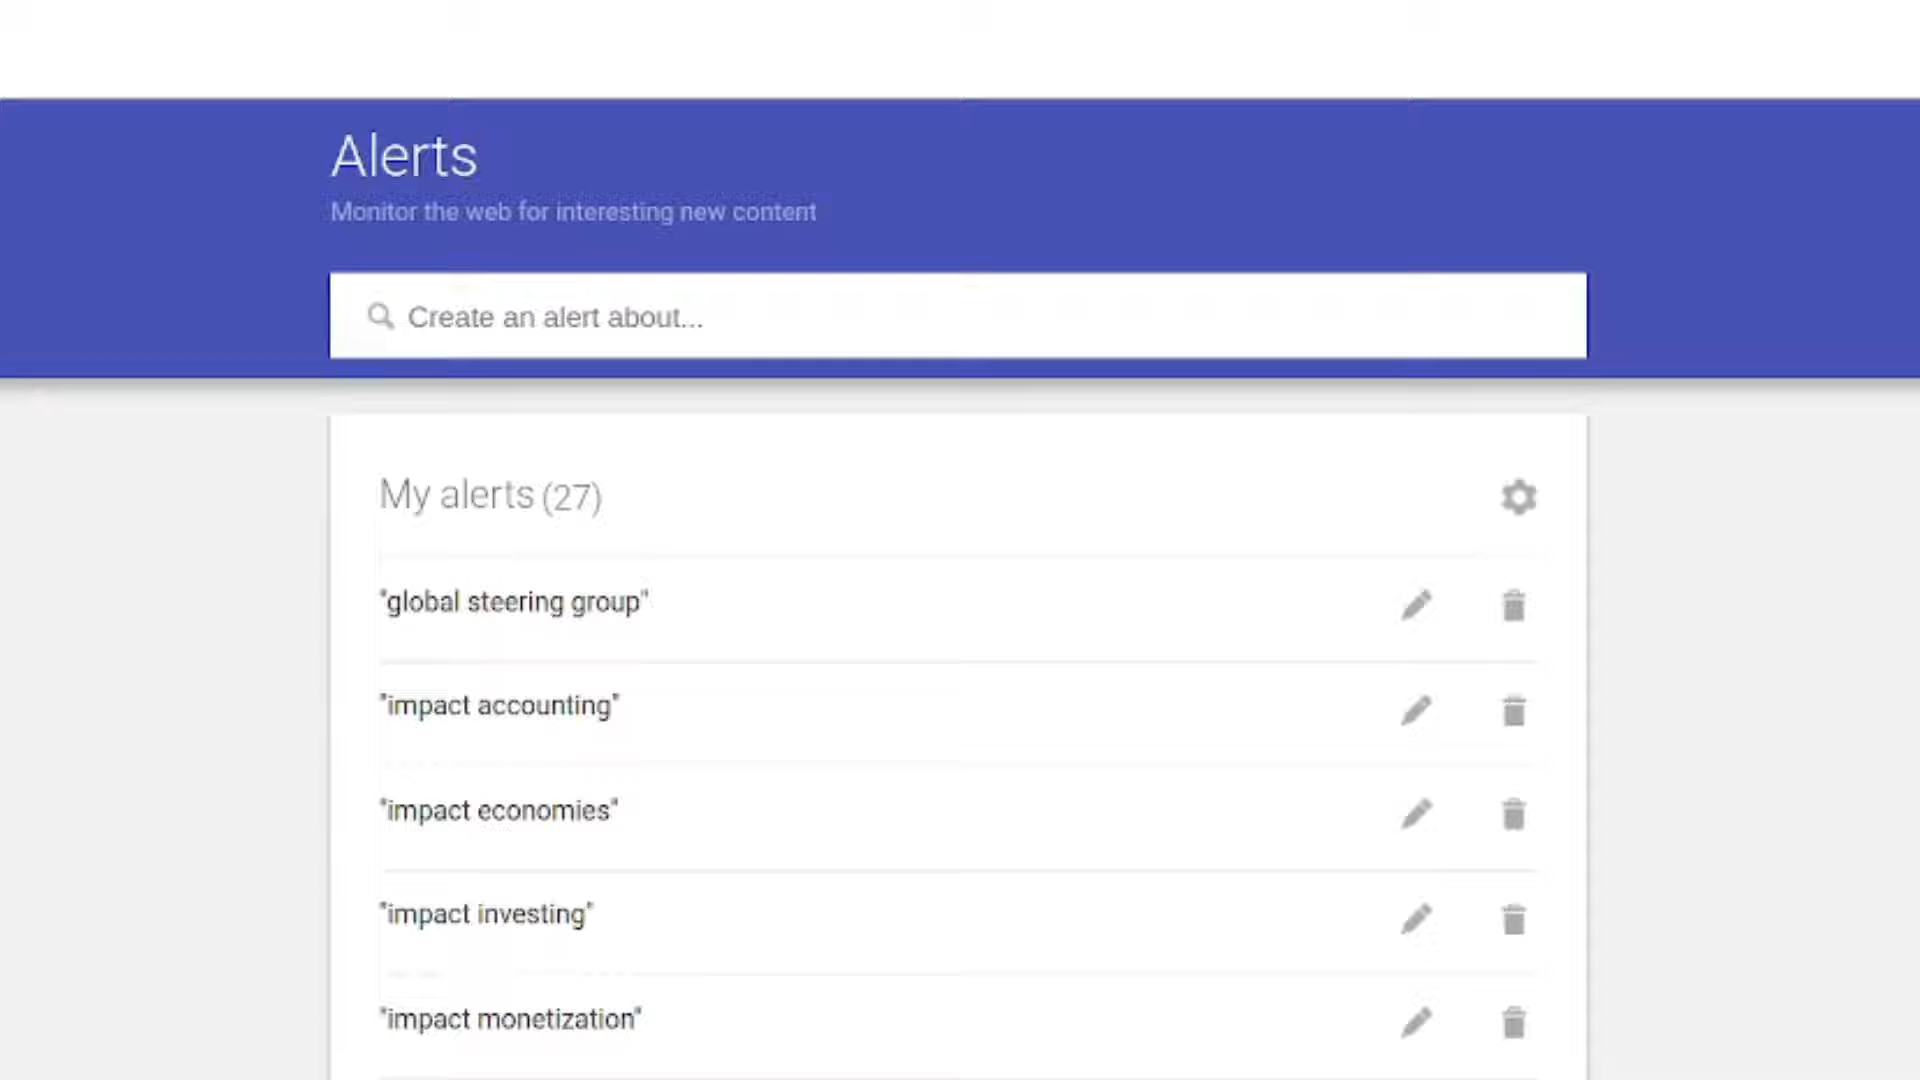 Alerts
Monitor the web for interesting new content
Create an alert about...
My alerts (27)
"global steering group"
"impact accounting"
"impact economies"
"impact investing"
"impact monetization"